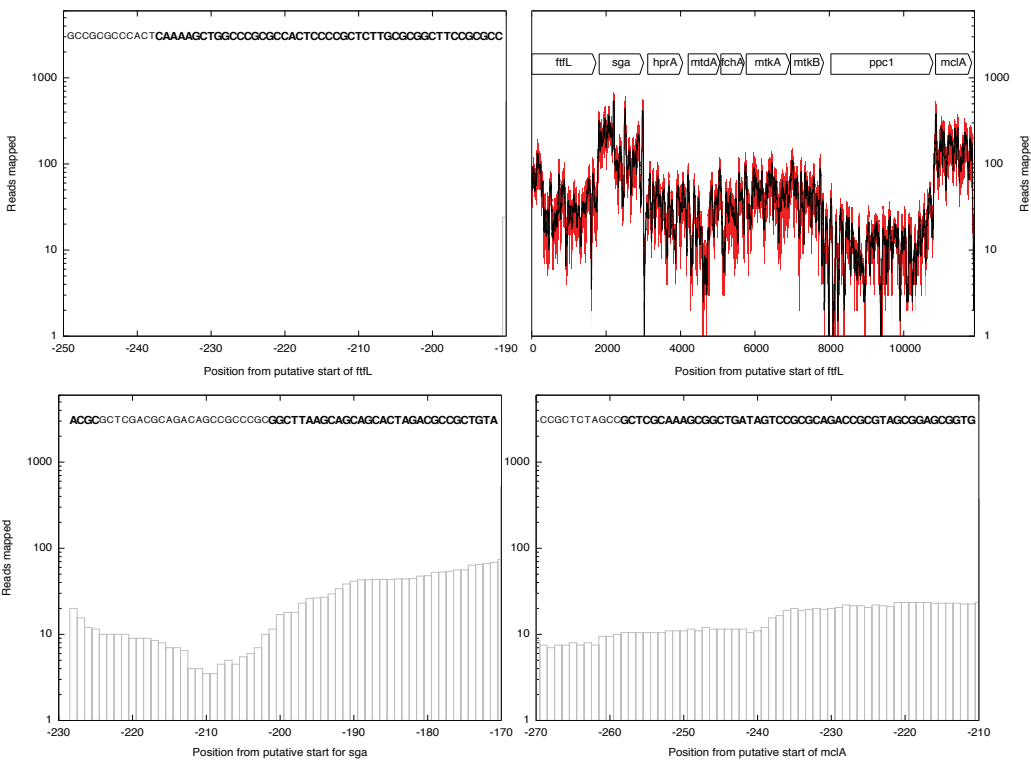 GCCGCGCCCACTCAAAAGCTGGCCCGCGCCACTCCCCGCTCTTGCGCGGCTTCCGCGCC
1000
100
10
1
Reads mapped
-250 -240 -230 -220 -210 -200 -190
Position from putative start of ftfL
ftfL sga hprA mtdA fchA mtkA mtkB ppc1 mclA
1000
100
10
1
Reads mapped
0 2000 4000 6000 8000 10000
Position from putative start of ftfL
ACGCGCTCGACGCAGACAGCCGCCCGCGGCTTAAGCAGCAGCACTAGACGCCGCTGTA
1000
100
10
1
Reads mapped
-230 -220 -210 -200 -190 -180 -170
Position from putative start for sga
CCGCTCTAGCCGCTCGCAAAGCGGCTGATAGTCCGCGCAGACCGCGTAGCGGAGCGGTG
1000
100
10
1
-270 -260 -250 -240 -230 -220 -210
Position from putative start of mclA